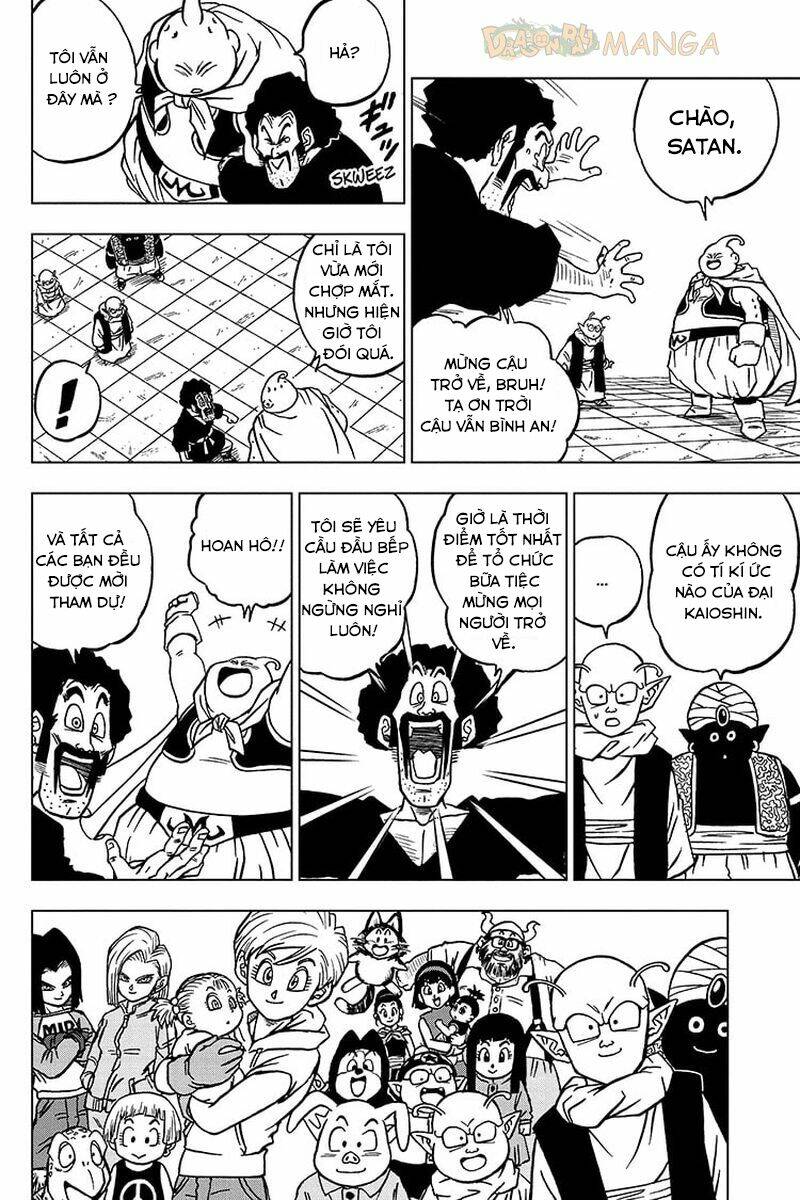 DRAGON BALL MANGA
CHÀO,
SATAN.
MỪNG CẬU
TRỞ VỀ, BRUH!
TẠ ƠN TRỜI
CẬU VẪN BÌNH AN!
HẢ?
TÔI VẪN
LUÔN Ở
ĐÂY MÀ ?
ギュッ
SKWEEZ
CHỈ LÀ TÔI
VỪA MỚI
CHỢP MẮT.
NHƯNG HIỆN
GIỜ TÔI
ĐÓI QUÁ.
!
CẬU ẤY KHÔNG
CÓ TÍ KÍ ỨC
NÀO CỦA ĐẠI
KAIOSHIN.
...
GIỜ LÀ THỜI
ĐIỂM TỐT NHẤT
ĐỂ TỔ CHỨC
BỮA TIỆC
MỪNG MỌI
NGƯỜI TRỞ
VỀ.
TÔI SẼ YÊU
CẦU ĐẦU BẾP
LÀM VIỆC
KHÔNG
NGỪNG NGHỈ
LUÔN!
HOAN HÔ!!
VÀ TẤT CẢ
CÁC BẠN ĐỀU
ĐƯỢC MỜI
THAM DỰ!
MIR